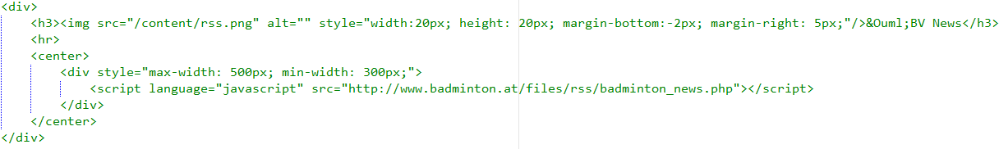 <div>
<h3><img src="/content/rss.png" alt="" style="width:20px; height: 20px; margin-bottom:-2px; margin-right: 5px;"/>&Ouml;BV News</h3>
<hr>
<center>
<div style="max-width: 500px; min-width: 300px;">
<script language="javascript" src="http://www.badminton.at/files/rss/badminton_news.php"></script>
</div>
</center>
</div>